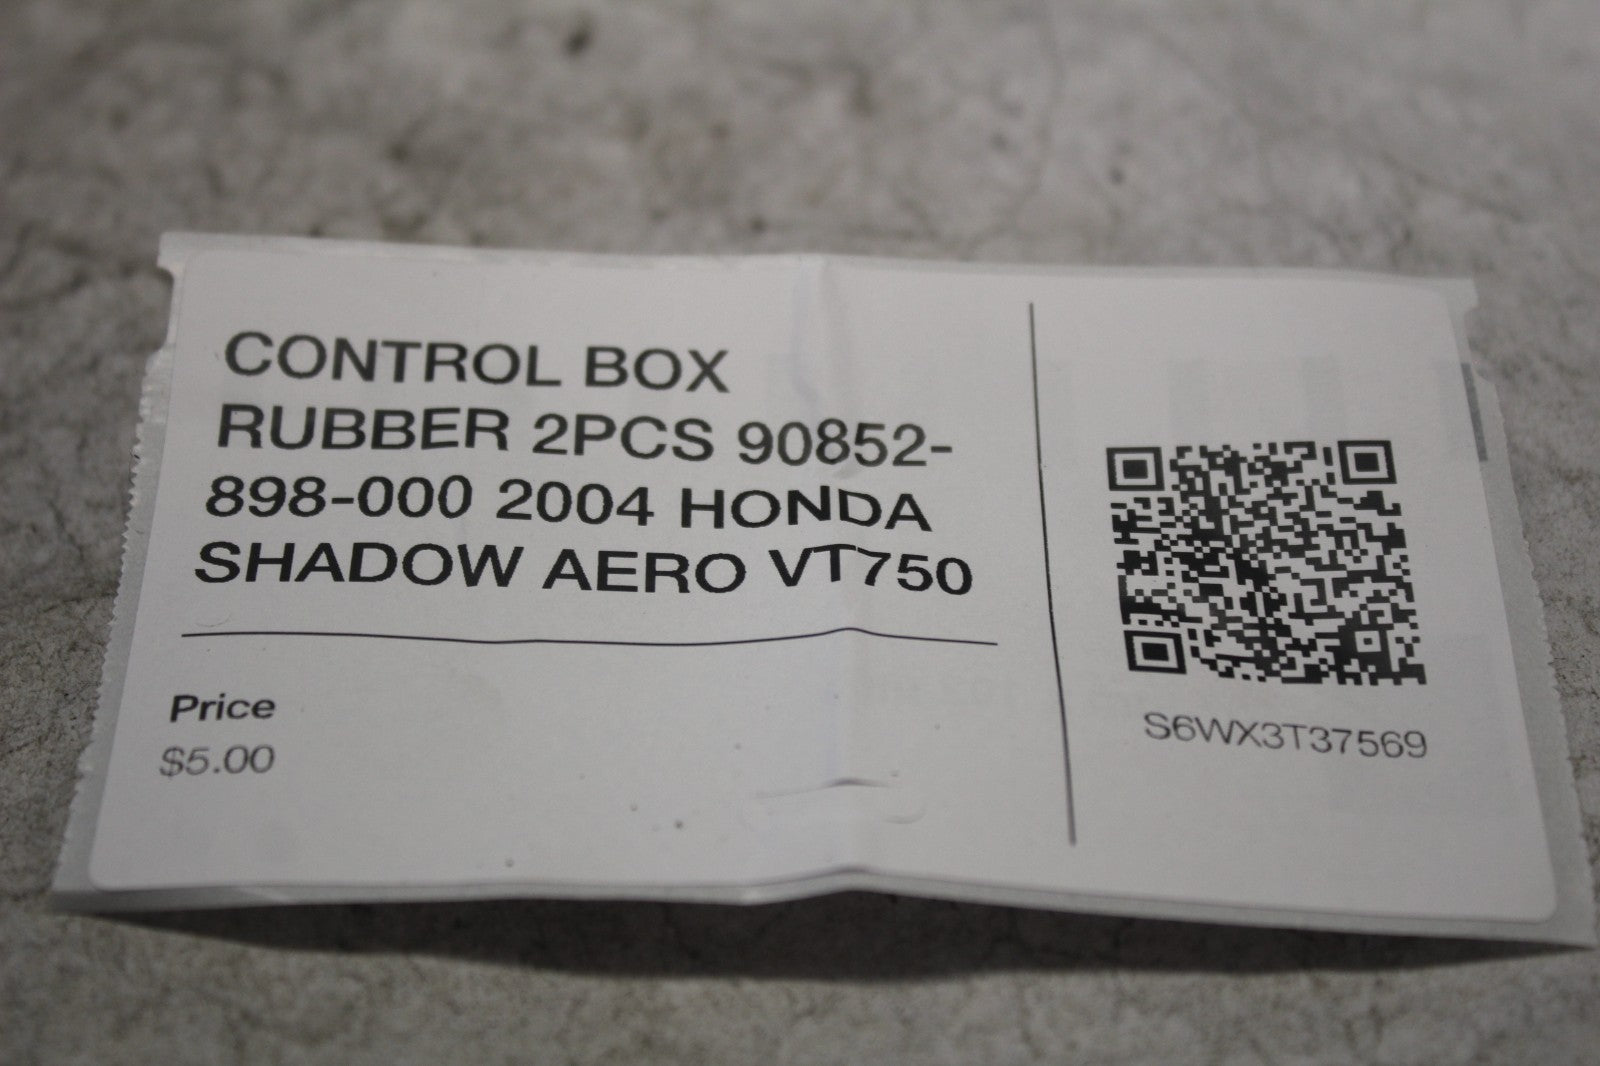 CONTROL BOX
RUBBER 2PCS 90852-
898-000 2004 HONDA
SHADOW AERO VT750
Price
$5.00
S6WX3T37569